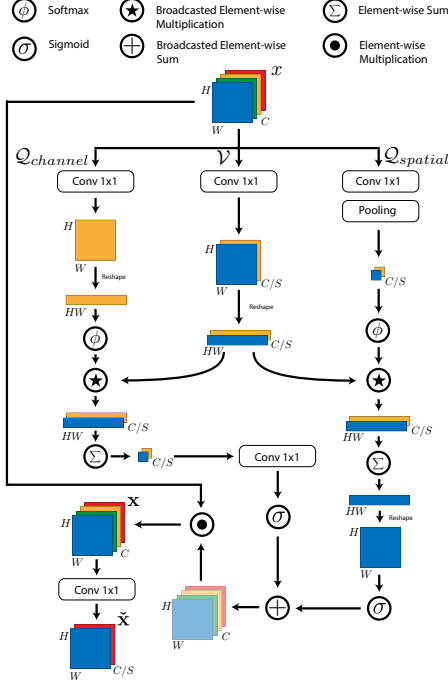 ϕ Softmax
★ Broadcasted Element-wise Multiplication
Σ Element-wise Sum
σ Sigmoid
+ Broadcasted Element-wise Sum
Element-wise Multiplication
x
H
W
C
Q_channel
V
Q_spatial
Conv 1x1
Conv 1x1
Conv 1x1
Pooling
H
W
H
W
C/S
C/S
Reshape
Reshape
HW
ϕ
HW
C/S
ϕ
HW
C/S
HW
C/S
Σ
C/S
Conv 1x1
Σ
HW
σ
Reshape
x
H
W
C
H
W
Conv 1x1
H
W
C
+
σ
x̌
H
W
C/S